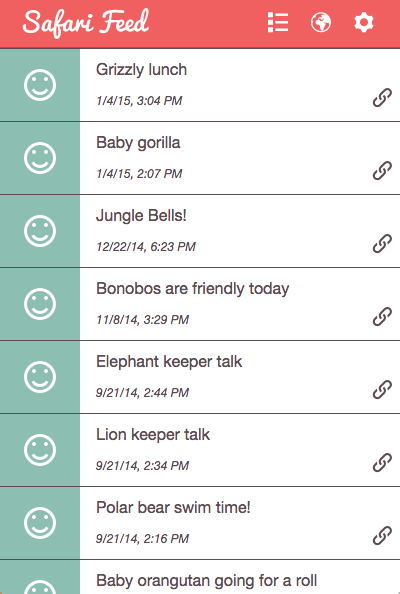 Safari Feed
Grizzly lunch
1/4/15, 3:04 PM
Baby gorilla
1/4/15, 2:07 PM
Jungle Bells!
12/22/14, 6:23 PM
Bonobos are friendly today
11/8/14, 3:29 PM
Elephant keeper talk
9/21/14, 2:44 PM
Lion keeper talk
9/21/14, 2:34 PM
Polar bear swim time!
9/21/14, 2:16 PM
Baby orangutan going for a roll